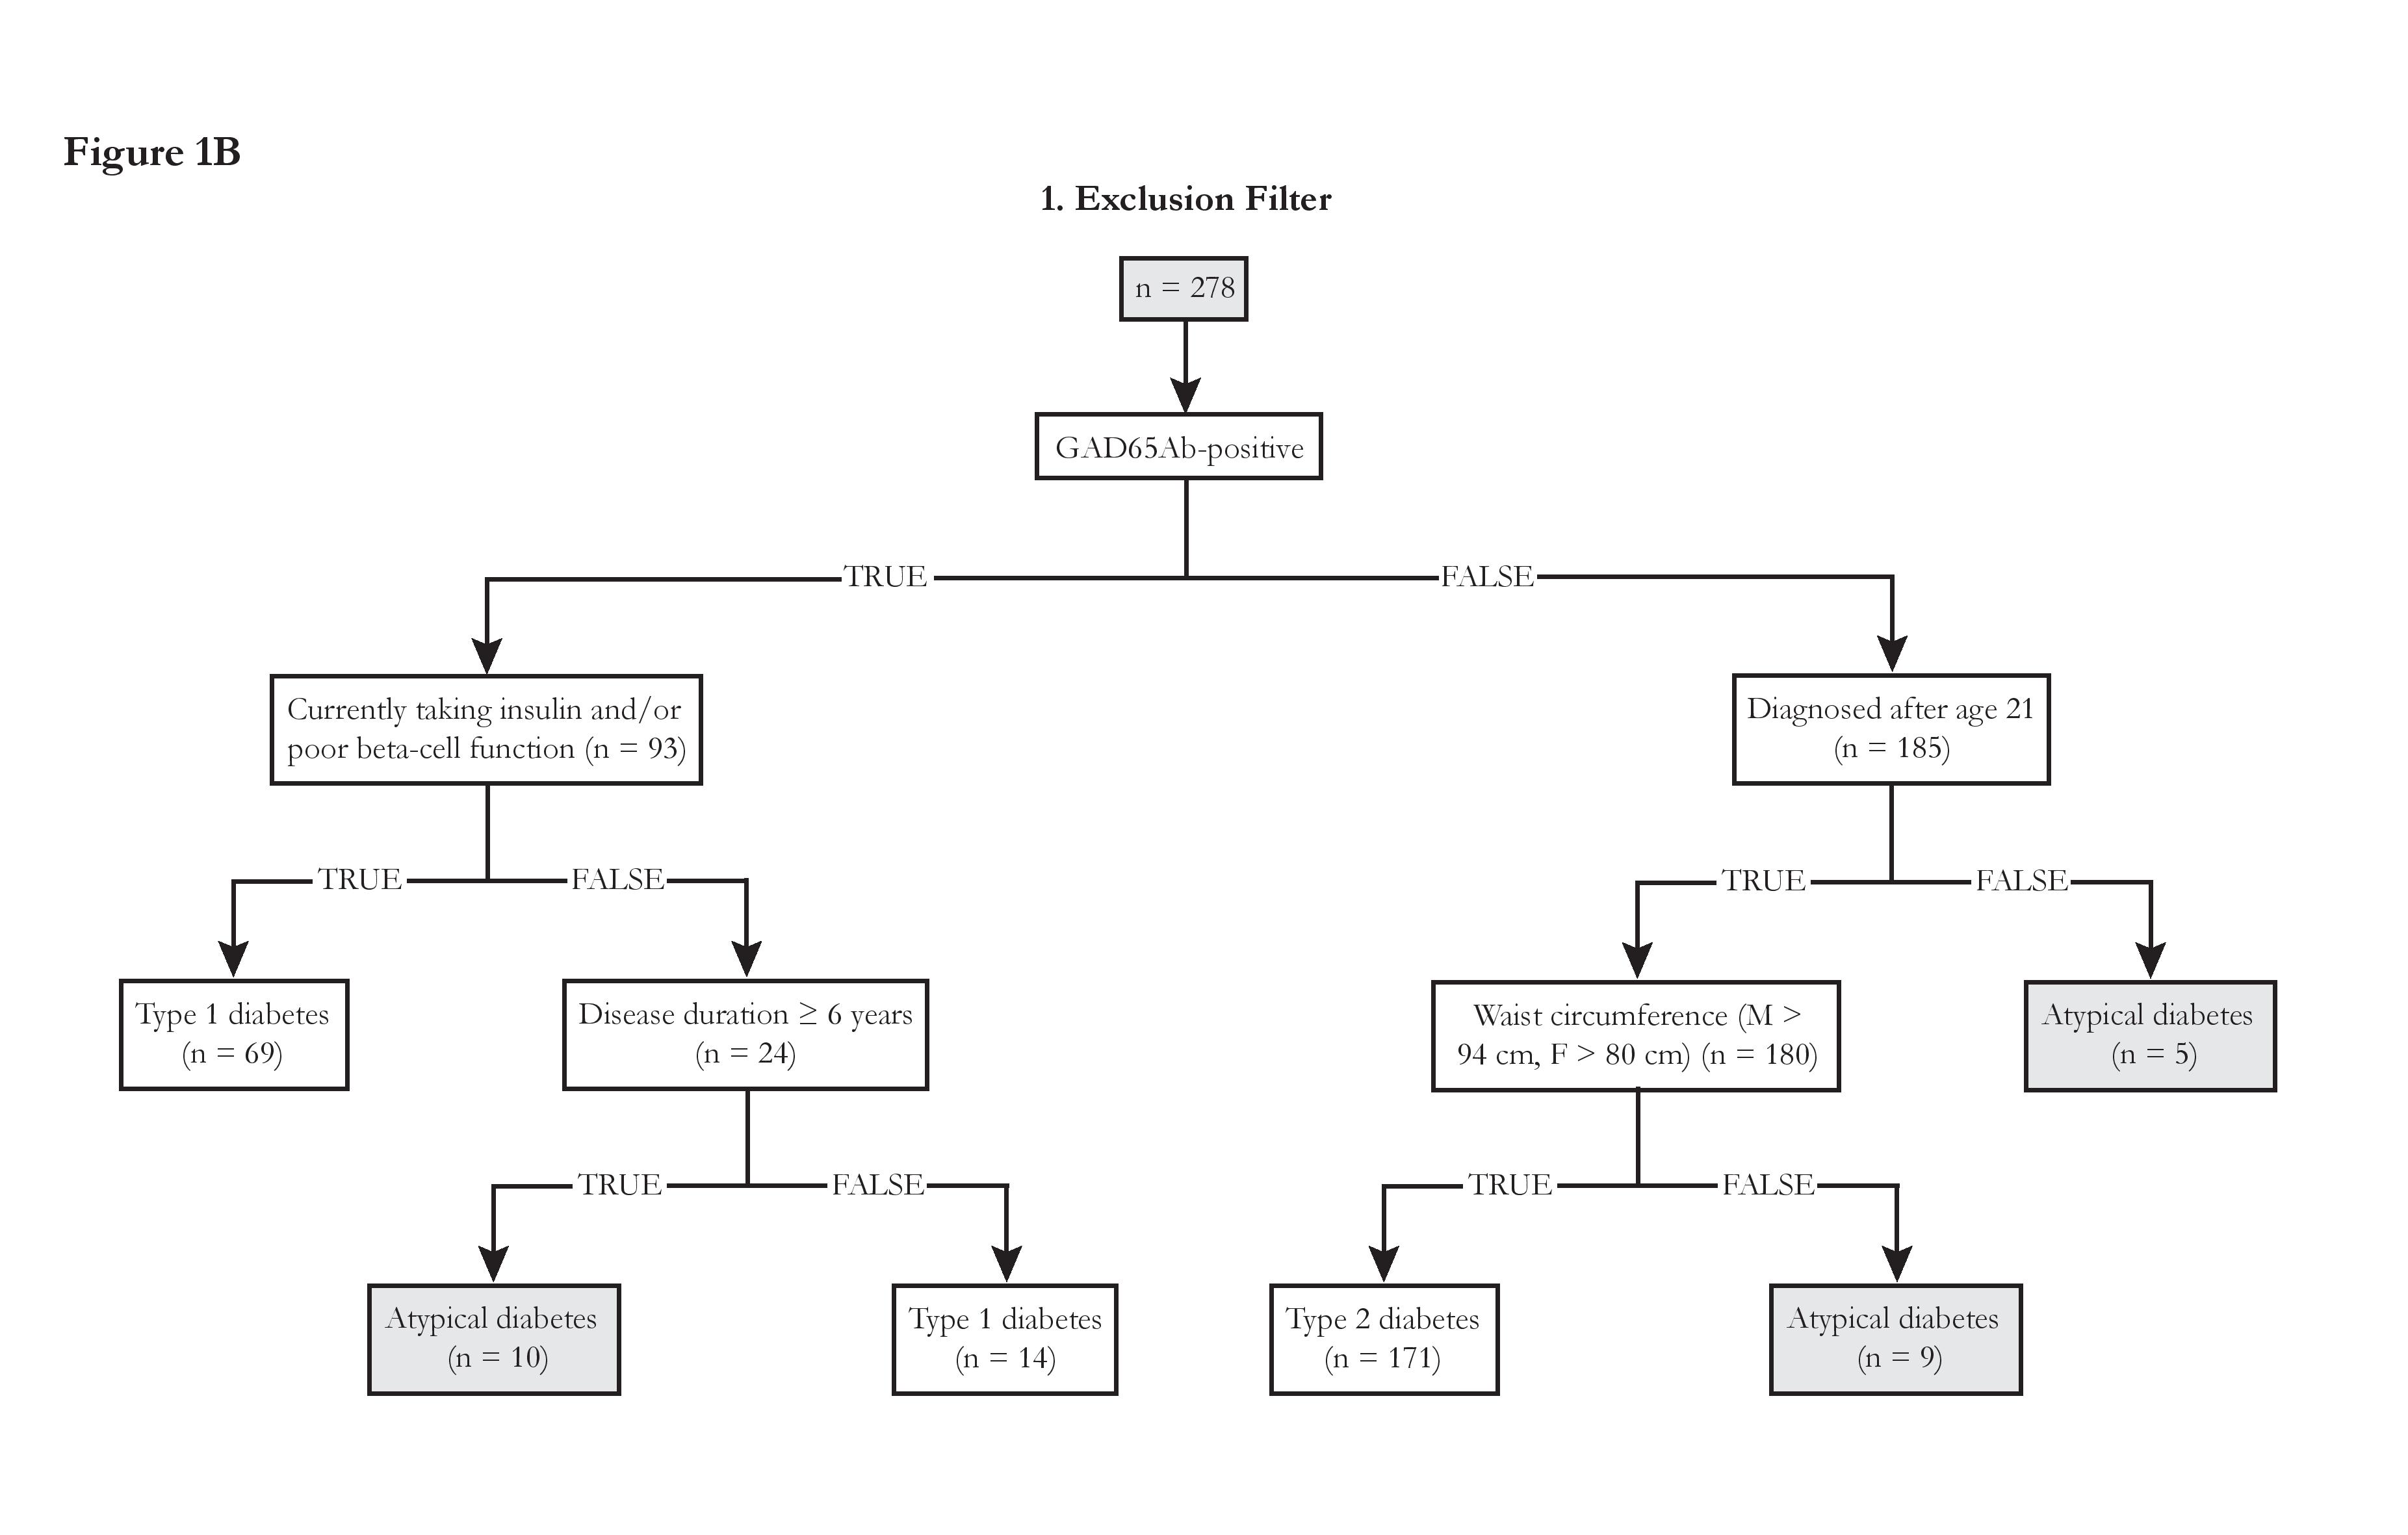 Figure 1B
1. Exclusion Filter
n = 278
GAD65Ab-positive
TRUE
FALSE
Currently taking insulin and/or
poor beta-cell function (n = 93)
Diagnosed after age 21
(n = 185)
TRUE
FALSE
TRUE
FALSE
Type 1 diabetes
(n = 69)
Disease duration ≥ 6 years
(n = 24)
Waist circumference (M >
94 cm, F > 80 cm) (n = 180)
Atypical diabetes
(n = 5)
TRUE
FALSE
TRUE
FALSE
Atypical diabetes
(n = 10)
Type 1 diabetes
(n = 14)
Type 2 diabetes
(n = 171)
Atypical diabetes
(n = 9)